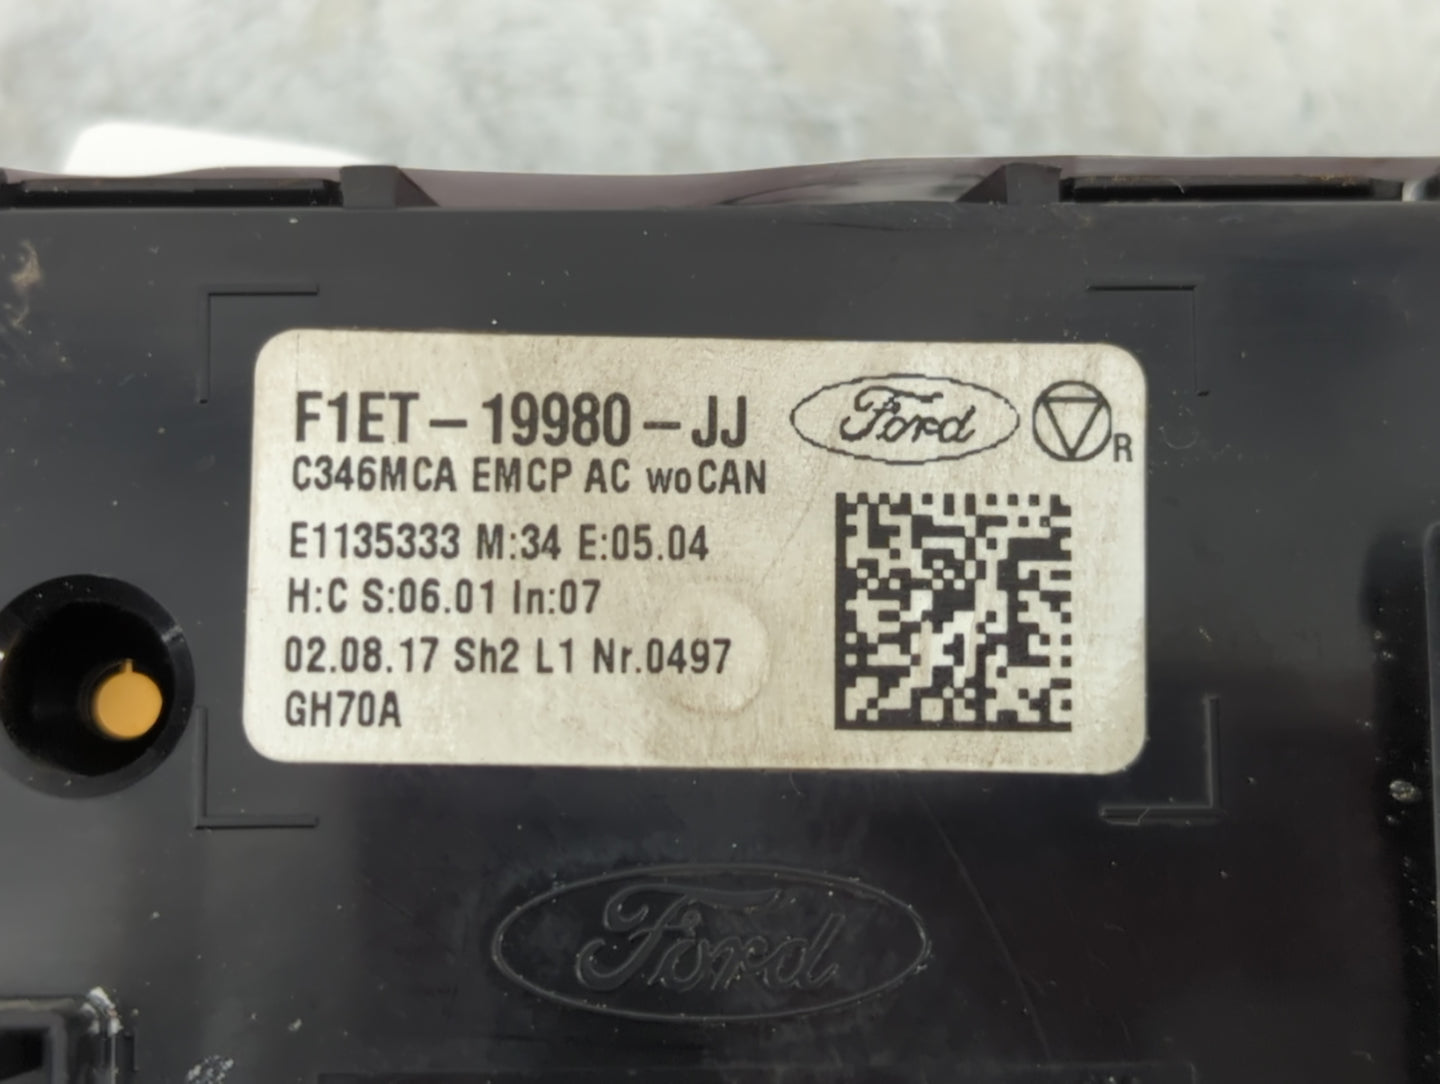 F1ET-19980-JJ
Ford
R
C346MCA EMCP AC woCAN
E1135333 M:34 E:05.04
H:C S:06.01 In:07
02.08.17 Sh2 L1 Nr.0497
GH70A
Ford